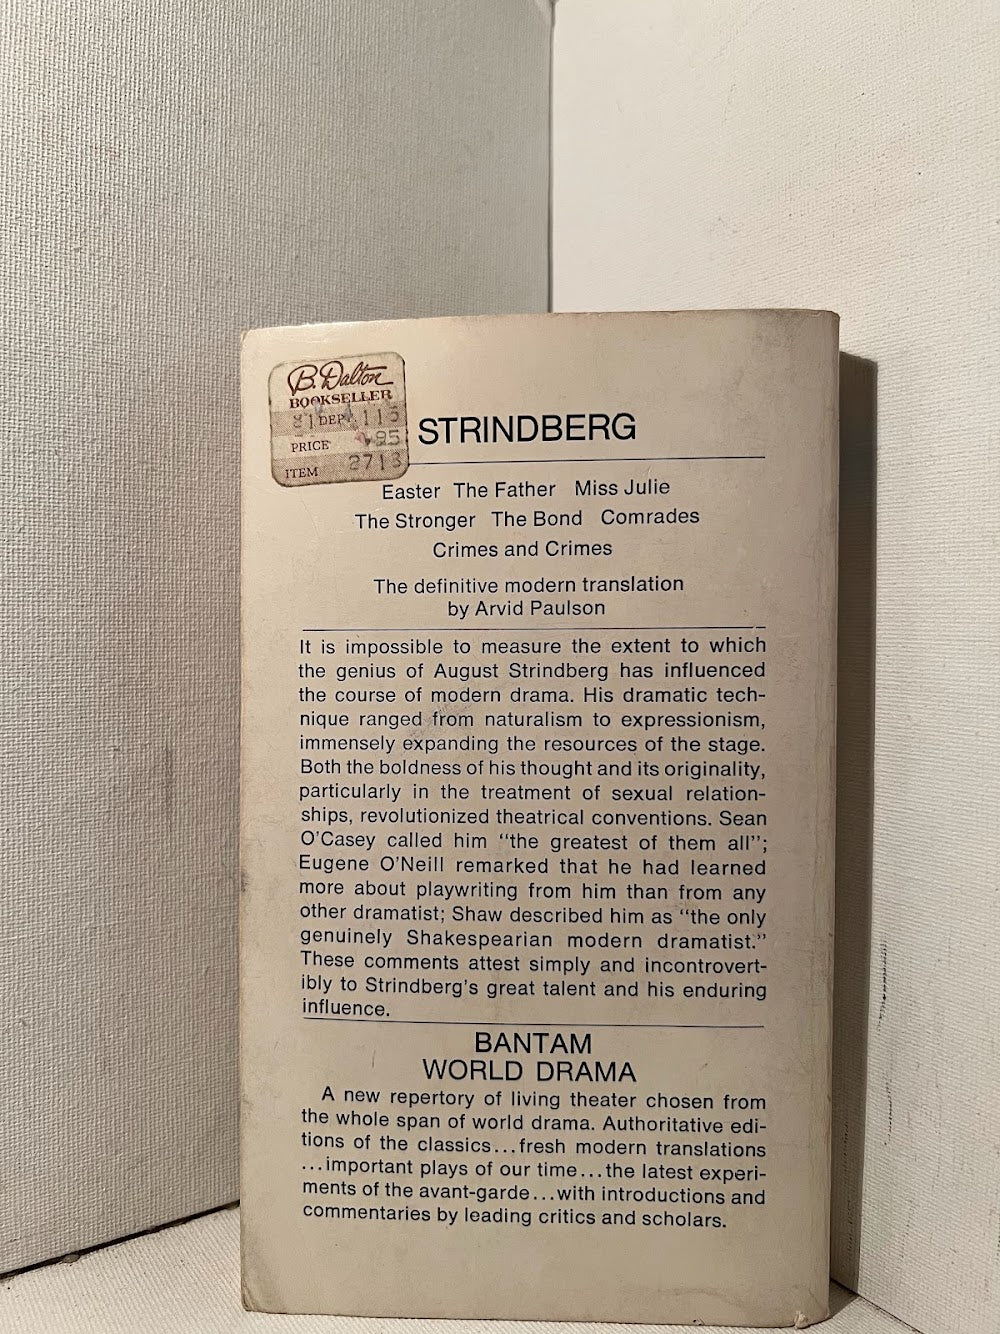 B. Dalton
BOOKSELLER
DEP. 115
PRICE .95
ITEM 2713
STRINDBERG
Easter The Father Miss Julie
The Stronger The Bond Comrades
Crimes and Crimes
The definitive modern translation
by Arvid Paulson
It is impossible to measure the extent to which
the genius of August Strindberg has influenced
the course of modern drama. His dramatic tech-
nique ranged from naturalism to expressionism,
immensely expanding the resources of the stage.
Both the boldness of his thought and its originality,
particularly in the treatment of sexual relation-
ships, revolutionized theatrical conventions. Sean
O'Casey called him "the greatest of them all";
Eugene O'Neill remarked that he had learned
more about playwriting from him than from any
other dramatist; Shaw described him as "the only
genuinely Shakespearian modern dramatist."
These comments attest simply and incontrovert-
ibly to Strindberg's great talent and his enduring
influence.
BANTAM
WORLD DRAMA
A new repertory of living theater chosen from
the whole span of world drama. Authoritative edi-
tions of the classics...fresh modern translations
...important plays of our time...the latest experi-
ments of the avant-garde...with introductions and
commentaries by leading critics and scholars.